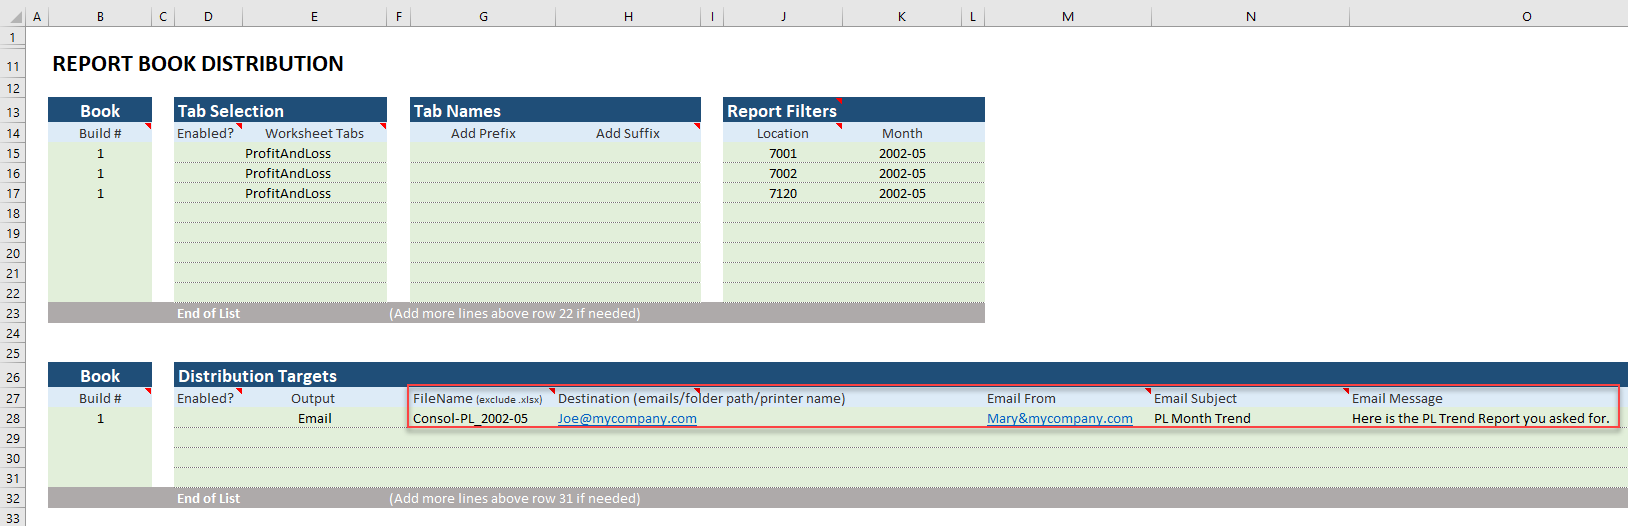 A B C D E F G H I J K L M N O
1
11 REPORT BOOK DISTRIBUTION
12
13 Book Tab Selection Tab Names Report Filters
14 Build # Enabled? Worksheet Tabs Add Prefix Add Suffix Location Month
15 1 ProfitAndLoss 7001 2002-05
16 1 ProfitAndLoss 7002 2002-05
17 1 ProfitAndLoss 7120 2002-05
18
19
20
21
22
23 End of List (Add more lines above row 22 if needed)
24
25
26 Book Distribution Targets
27 Build # Enabled? Output FileName (exclude .xlsx) Destination (emails/folder path/printer name) Email From Email Subject Email Message
28 1 Email Consol-PL_2002-05 Joe@mycompany.com Mary&mycompany.com PL Month Trend Here is the PL Trend Report you asked for.
29
30
31
32 End of List (Add more lines above row 31 if needed)
33